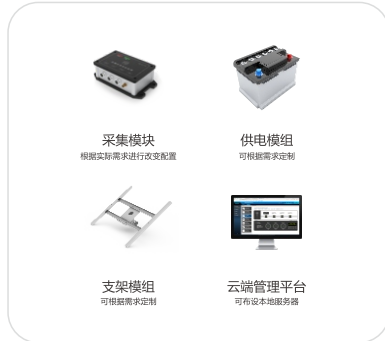 采集模块
供电模组
根据实际需求进行改变配置
可根据需求定制
支架模组
云端管理平台
可根据需求定制
可布设本地服务器